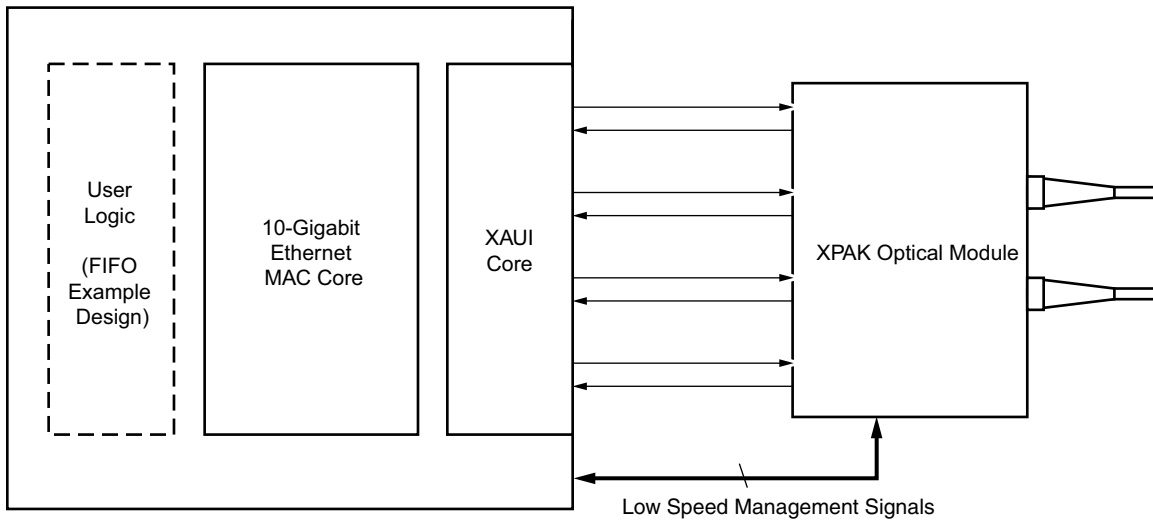 User
Logic
(FIFO
Example
Design)
10-Gigabit
Ethernet
MAC Core
XAUI
Core
XPAK Optical Module
Low Speed Management Signals